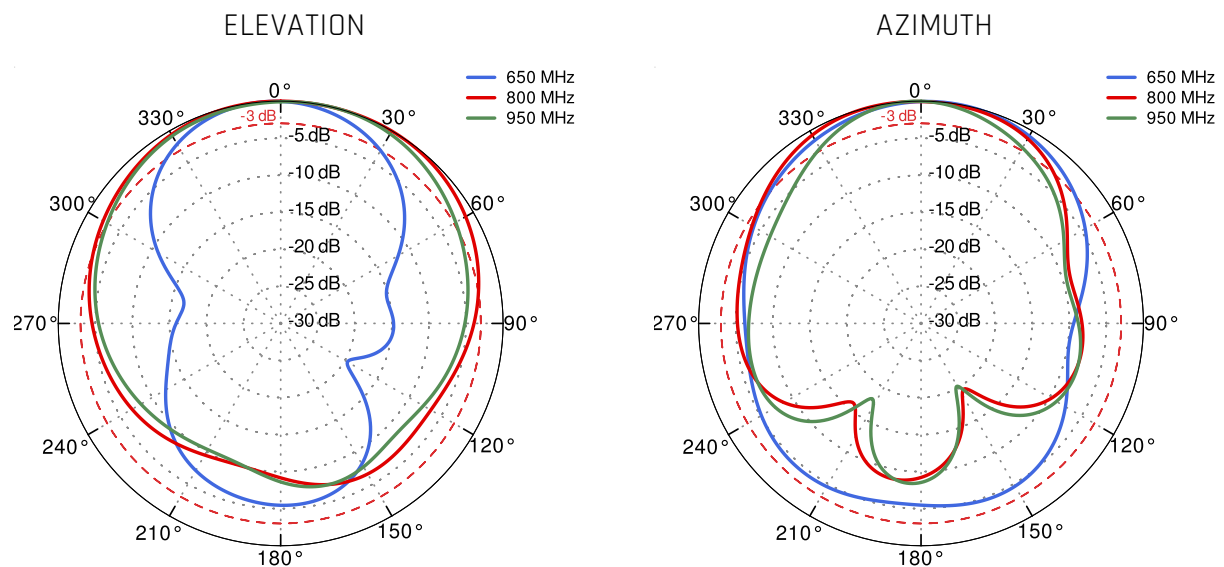 ELEVATION
650 MHz
800 MHz
950 MHz
0°
330°
-3 dB
30°
-5 dB
-10 dB
300°
-15 dB
60°
-20 dB
-25 dB
270°
-30 dB
90°
240°
120°
210°
150°
180°
AZIMUTH
650 MHz
800 MHz
950 MHz
0°
330°
-3 dB
30°
-5 dB
-10 dB
300°
-15 dB
60°
-20 dB
-25 dB
270°
-30 dB
90°
240°
120°
210°
150°
180°